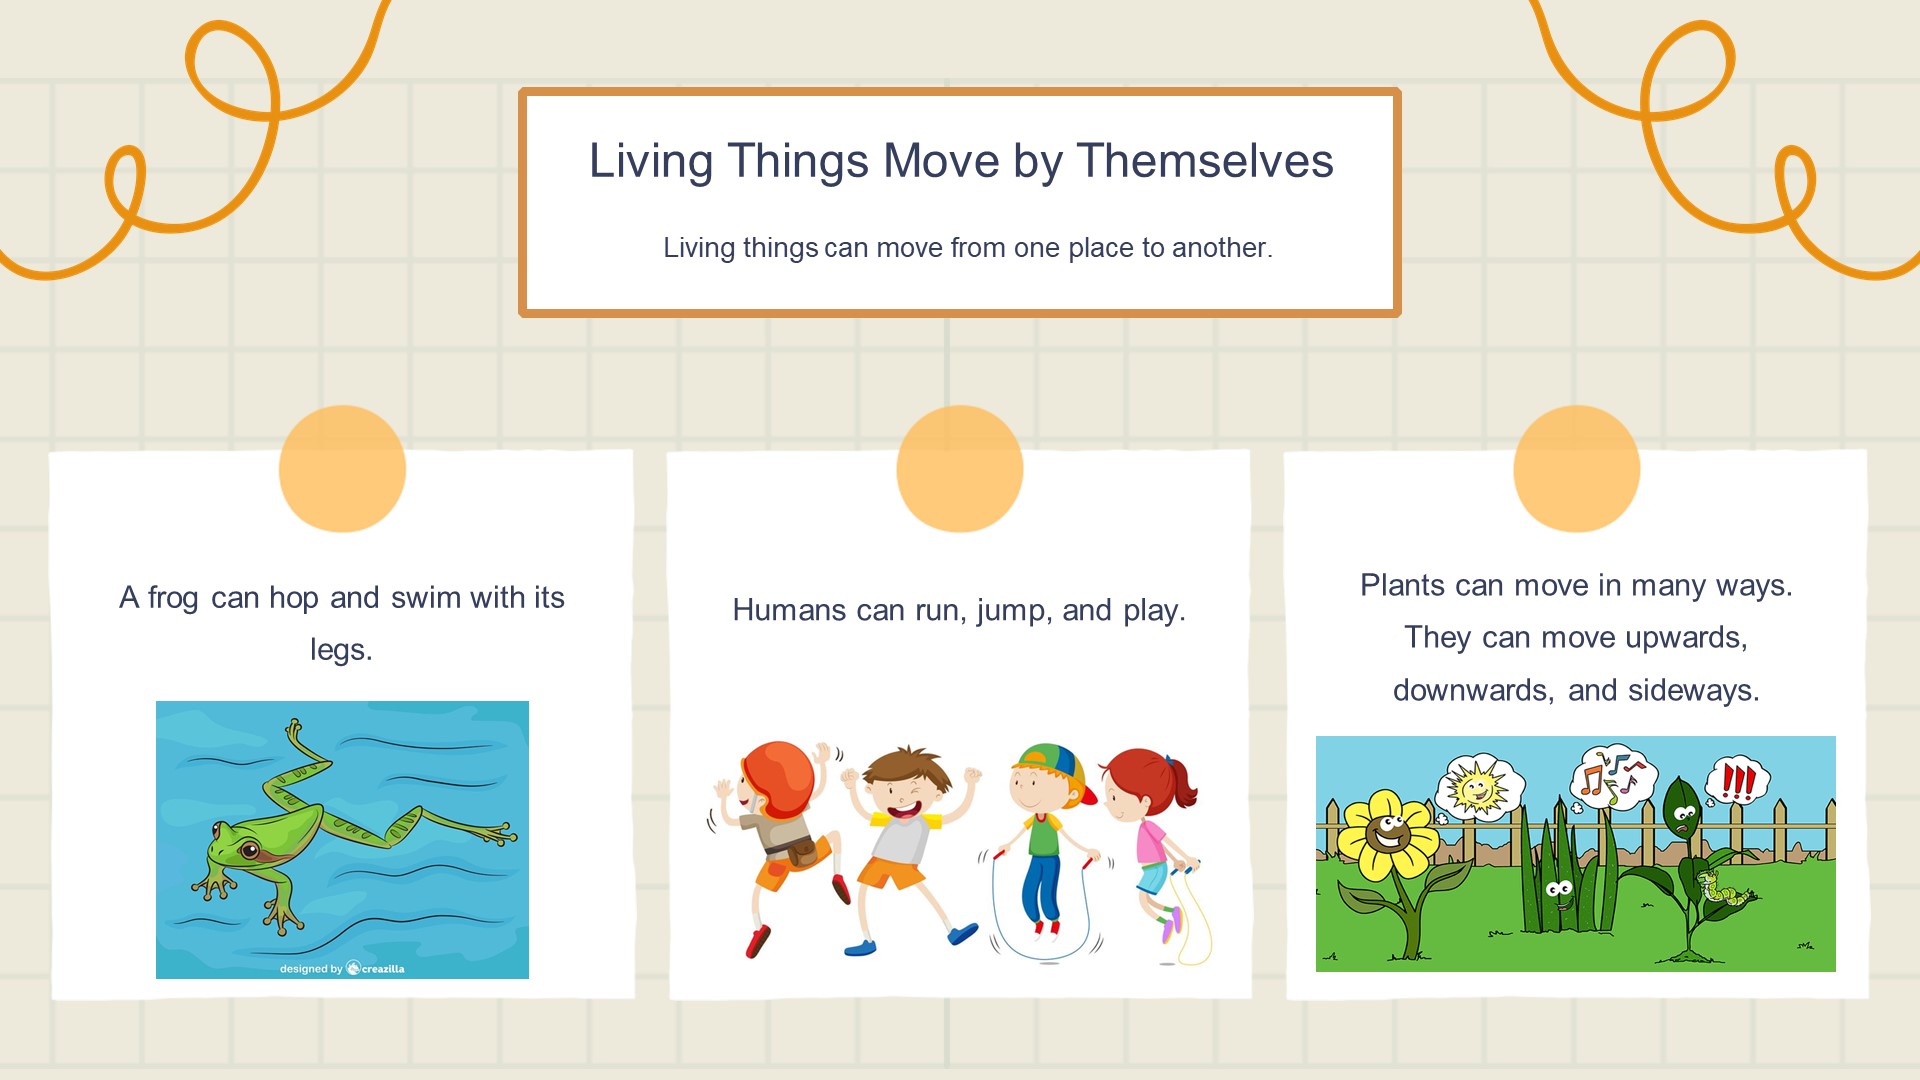 Living Things Move by Themselves
Living things can move from one place to another.
A frog can hop and swim with its
legs.
designed by creazilla
Humans can run, jump, and play.
Plants can move in many ways.
They can move upwards,
downwards, and sideways.
!!!